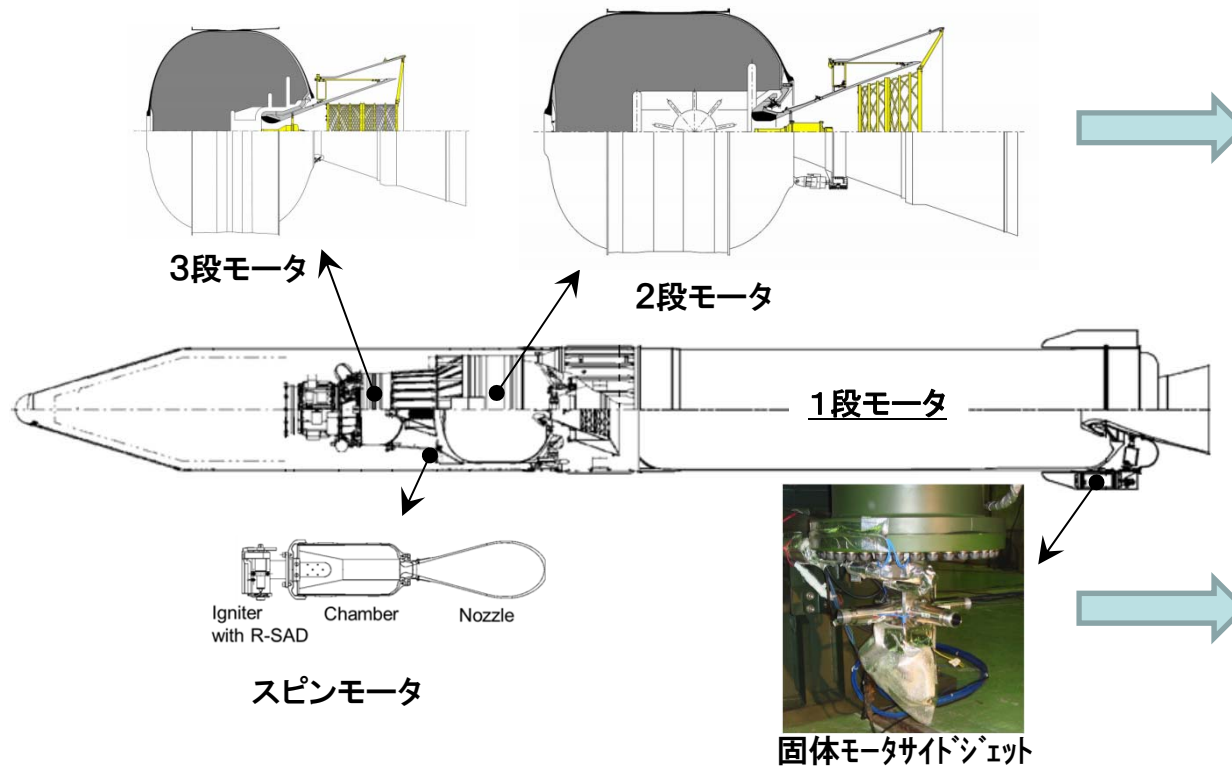 3段モータ
2段モータ
1段モータ
Igniter
with R-SAD
Chamber
Nozzle
スピンモータ
固体モータサイドジェット